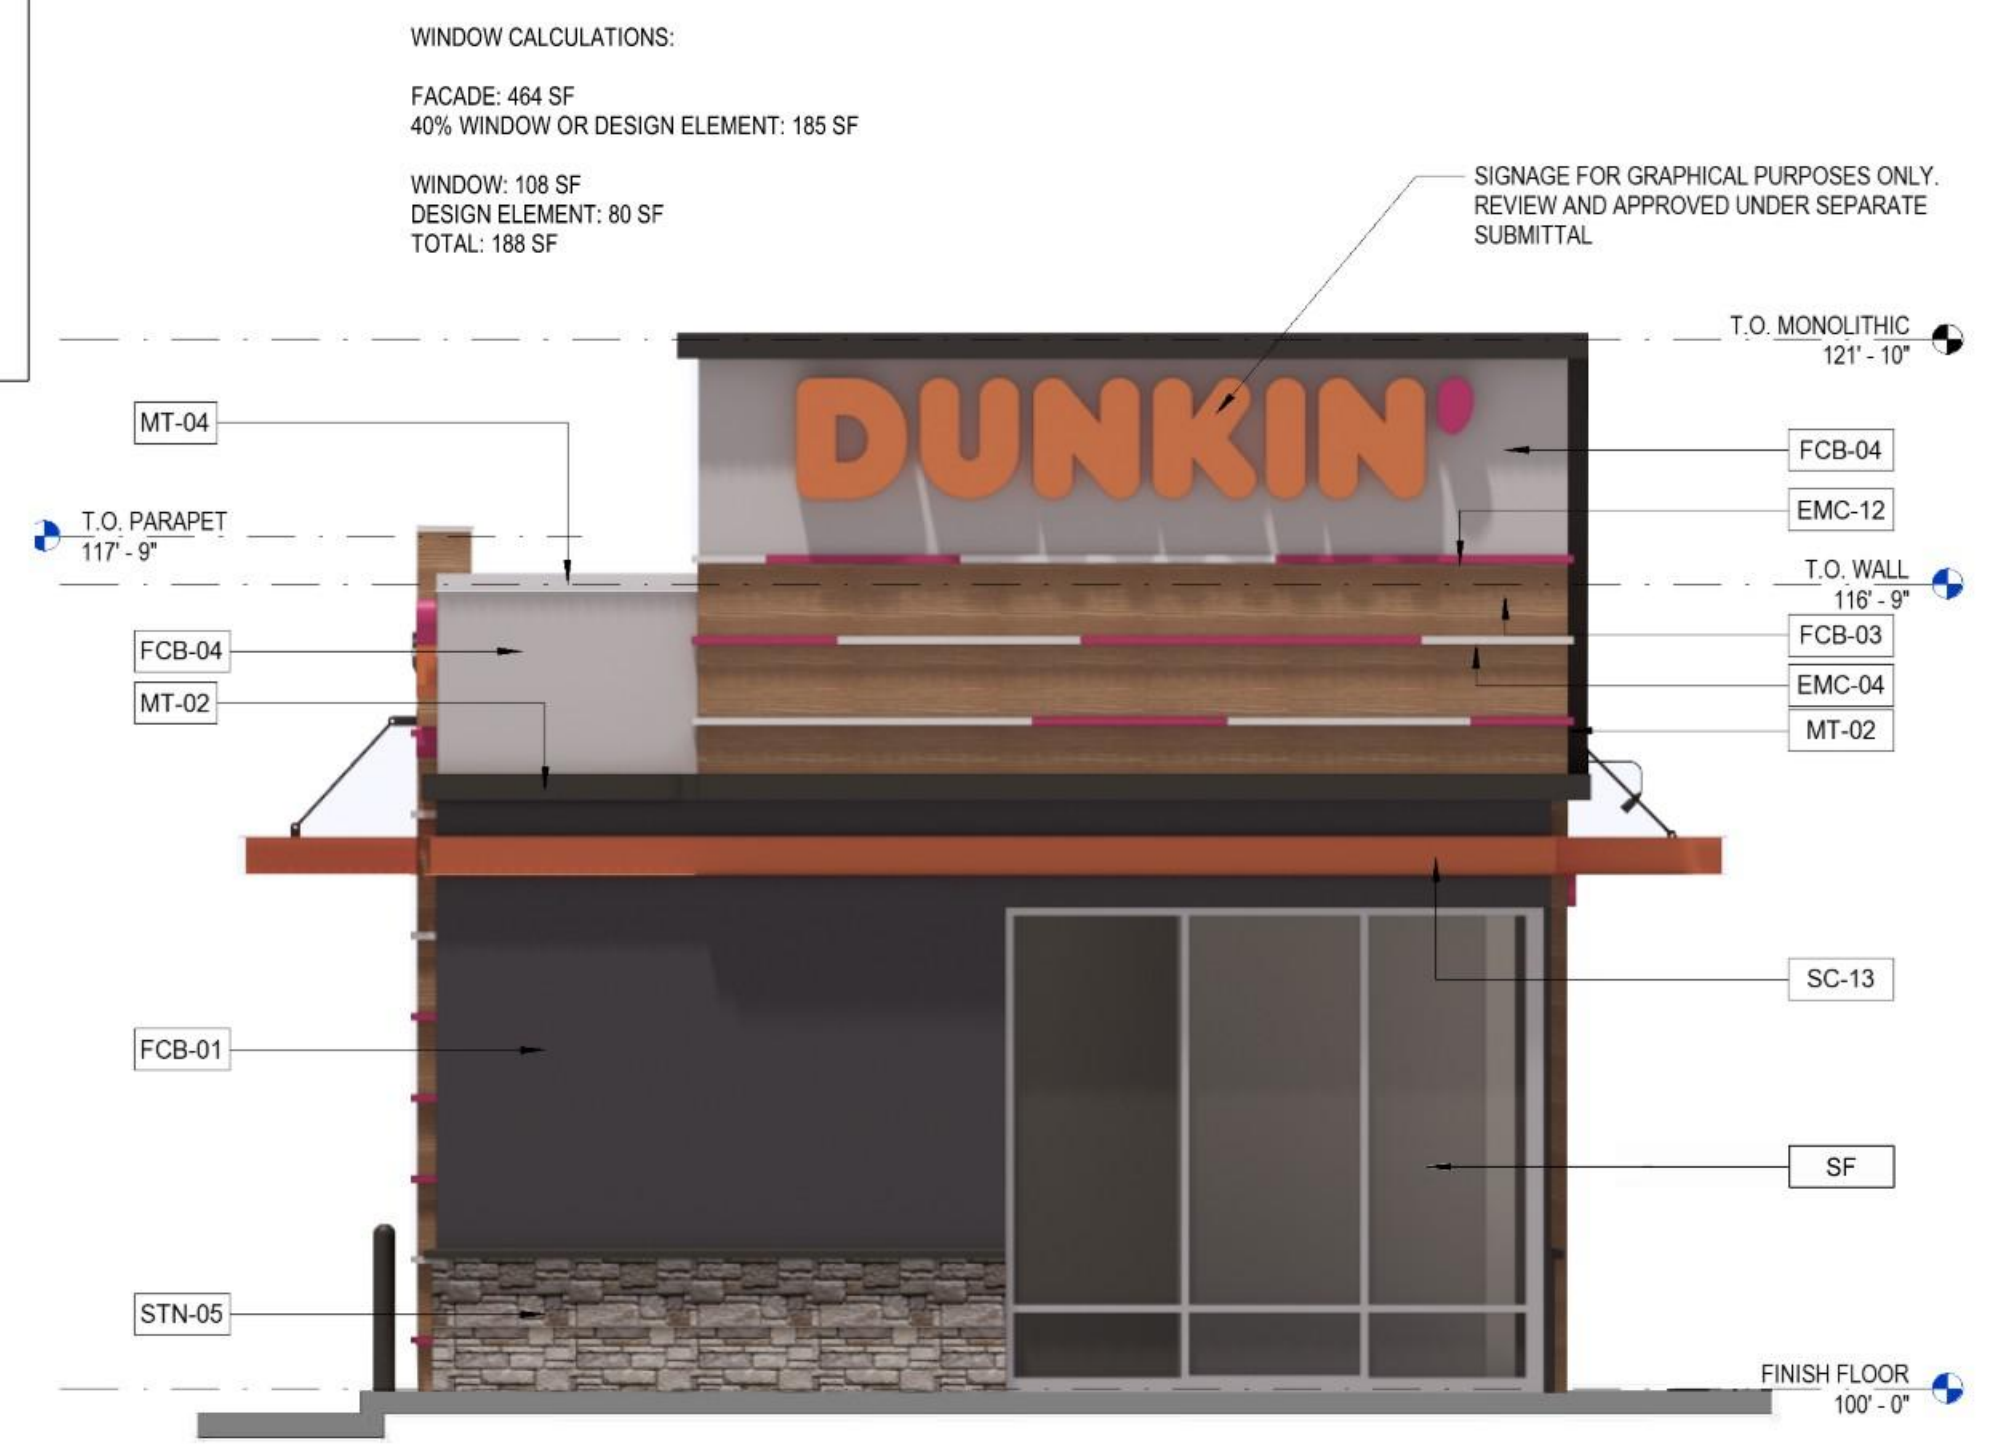 WINDOW CALCULATIONS:
FACADE: 464 SF
40% WINDOW OR DESIGN ELEMENT: 185 SF
WINDOW: 108 SF
DESIGN ELEMENT: 80 SF
TOTAL: 188 SF
SIGNAGE FOR GRAPHICAL PURPOSES ONLY.
REVIEW AND APPROVED UNDER SEPARATE
SUBMITTAL
T.O. MONOLITHIC
121' - 10"
DUNKIN'
MT-04
FCB-04
EMC-12
T.O. PARAPET
117' - 9"
T.O. WALL
116' - 9"
FCB-04
FCB-03
EMC-04
MT-02
MT-02
SC-13
FCB-01
SF
STN-05
FINISH FLOOR
100' - 0"